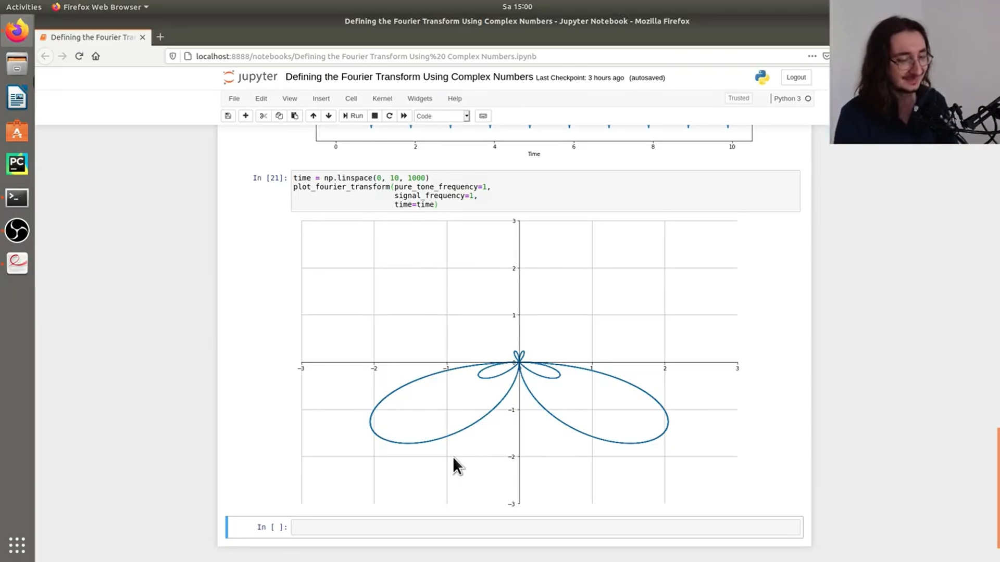 Activities Firefox Web Browser Sa 15:00
Defining the Fourier Transform Using Complex Numbers - Jupyter Notebook - Mozilla Firefox
Defining the Fourier Tra
localhost:8888/notebooks/Defining the Fourier Transform Using%20 Complex Numbers.ipynb
jupyter Defining the Fourier Transform Using Complex Numbers Last Checkpoint: 3 hours ago (autosaved) Logout
File Edit View Insert Cell Kernel Widgets Help Trusted Python 3
Run Code
0 2 4 6 8 10
Time
In [21]: time = np.linspace(0, 10, 1000)
plot_fourier_transform(pure_tone_frequency=1,
signal_frequency=1,
time=time)
3
2
1
0
−3 −2 −1 1 2 3
−1
−2
−3
In [ ]:
PC